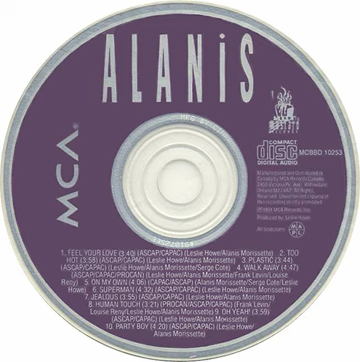 ALANiS
MCA
COMPACT
disc
DIGITAL AUDIO
MCBBD 10253
1. FEEL YOUR LOVE (3:40) (ASCAP/CAPAC) (Leslie Howe/Alanis Morissette) 2. TOO
HOT (3:58) (ASCAP/CAPAC) (Leslie Howe/Alanis Morissette) 3. PLASTIC (3:44)
(ASCAP/CAPAC) (Leslie Howe/Alanis Morissette/Serge Cote) 4. WALK AWAY (4:47)
(ASCAP/CAPAC/PROCAN) (Leslie Howe/Alanis Morissette/Frank Levin/Louise
Reny) 5. ON MY OWN (4:06) (CAPAC/ASCAP) (Alanis Morissette/Serge Cote/Leslie
Howe) 6. SUPERMAN (4:32) (ASCAP/CAPAC) (Leslie Howe/Alanis Morissette)
7. JEALOUS (3:55) (ASCAP/CAPAC) (Leslie Howe/Alanis Morissette)
8. HUMAN TOUCH (3:21) (PROCAN/ASCAP/CAPAC) (Frank Levin/
Louise Reny/Leslie Howe/Alanis Morissette) 9. OH YEAH! (3:59)
(ASCAP/CAPAC) (Leslie Howe/Alanis Morissette)
10. PARTY BOY (4:20) (ASCAP/CAPAC) (Leslie Howe/
Alanis Morissette)